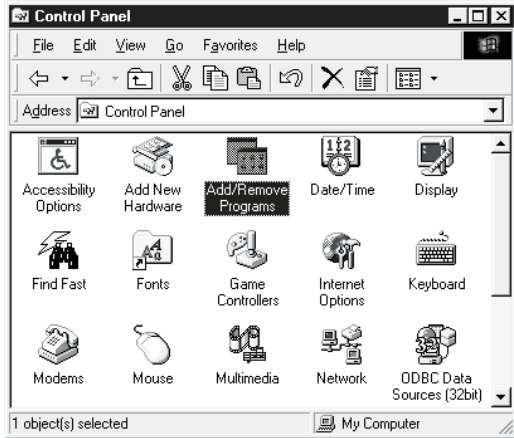 Control Panel
File Edit View Go Favorites Help
Address Control Panel
Accessibility Options
Add New Hardware
Add/Remove Programs
Date/Time
Display
Find Fast
Fonts
Game Controllers
Internet Options
Keyboard
Modems
Mouse
Multimedia
Network
ODBC Data Sources (32bit)
1 object(s) selected
My Computer